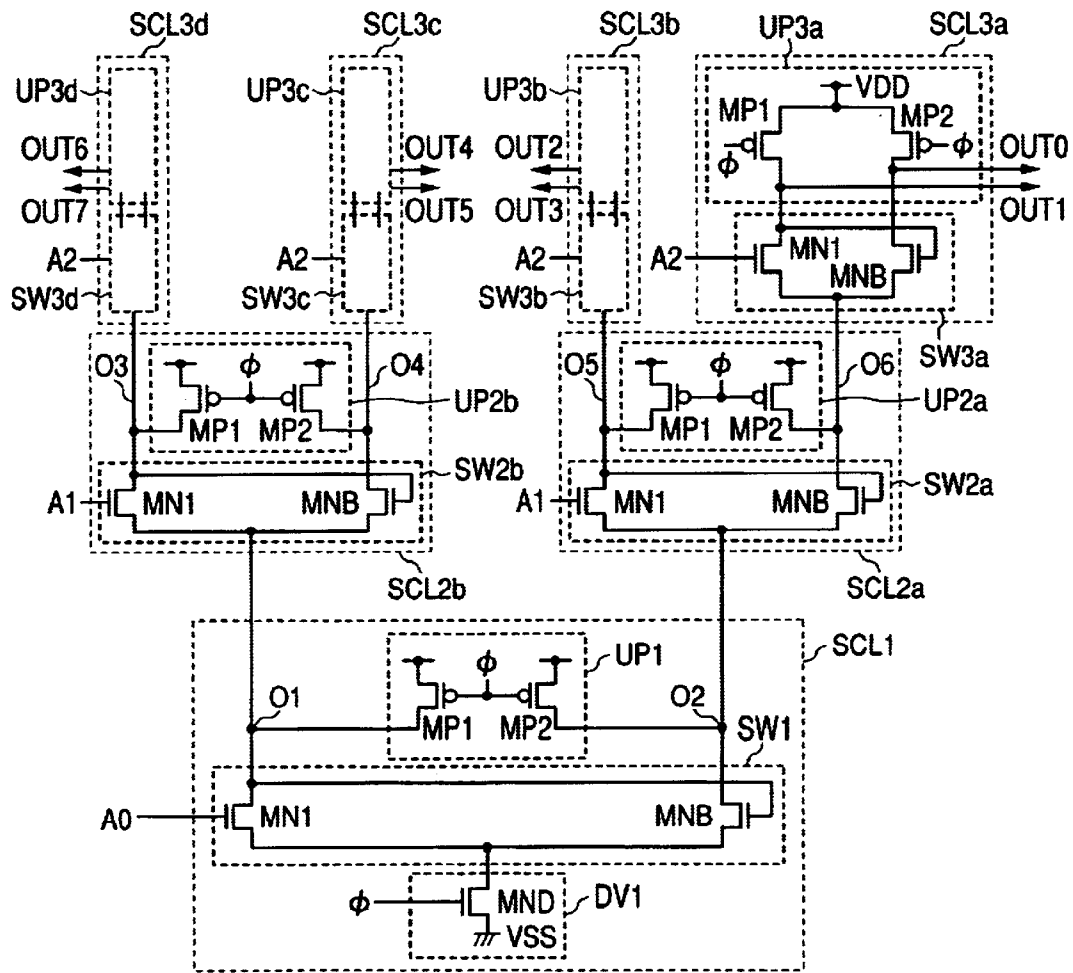 SCL3d SCL3c SCL3b UP3a SCL3a
UP3d UP3c UP3b VDD
MP1 MP2
OUT6 OUT4 OUT2 ϕ ϕ OUT0
OUT7 OUT5 OUT3 OUT1
A2 A2 A2 A2 MN1
MNB
SW3d SW3c SW3b
SW3a
O3 ϕ O4 O5 ϕ O6
UP2b UP2a
MP1 MP2 MP1 MP2
SW2b SW2a
A1 MN1 MNB A1 MN1 MNB
SCL2b SCL2a
SCL1
ϕ UP1
O1 O2
MP1 MP2 SW1
A0 MN1 MNB
ϕ MND DV1
VSS